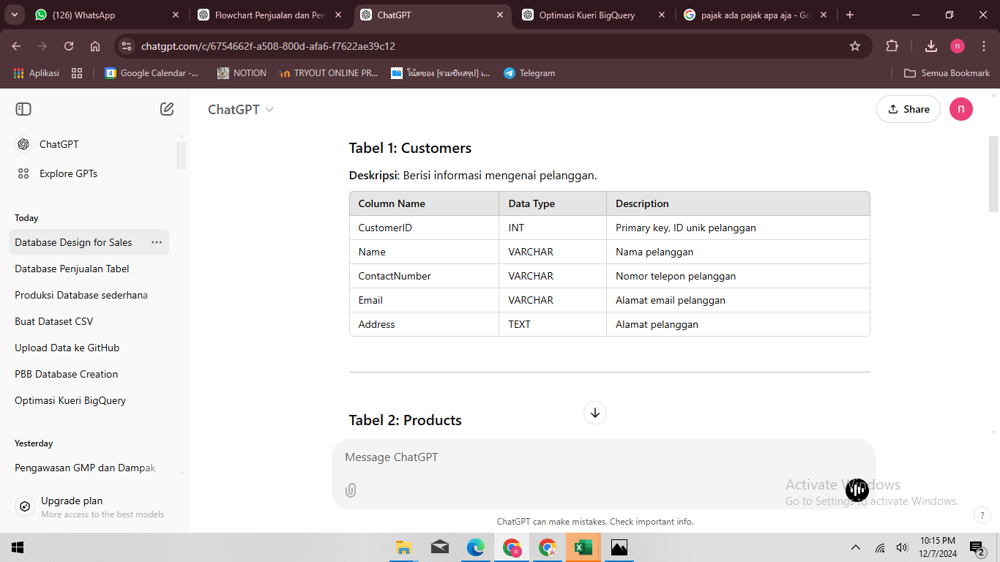 (126) WhatsApp
Flowchart Penjualan dan Pen
ChatGPT
Optimasi Kueri BigQuery
pajak ada pajak apa aja - Go
chatgpt.com/c/6754662f-a508-800d-afa6-f7622ae39c12
n
Aplikasi
4
Google Calendar -...
NOTION
TRYOUT ONLINE PR...
โน้ตของ [รวมชีทสรุป] เ...
Telegram
Semua Bookmark
ChatGPT
Share
n
ChatGPT
Explore GPTs
Today
Database Design for Sales
Database Penjualan Tabel
Produksi Database sederhana
Buat Dataset CSV
Upload Data ke GitHub
PBB Database Creation
Optimasi Kueri BigQuery
Yesterday
Pengawasan GMP dan Dampak
Upgrade plan
More access to the best models
Tabel 1: Customers
Deskripsi: Berisi informasi mengenai pelanggan.
Column Name Data Type Description
CustomerID INT Primary key, ID unik pelanggan
Name VARCHAR Nama pelanggan
ContactNumber VARCHAR Nomor telepon pelanggan
Email VARCHAR Alamat email pelanggan
Address TEXT Alamat pelanggan
Tabel 2: Products
Message ChatGPT
Activate Windows
Go to Settings to activate Windows.
ChatGPT can make mistakes. Check important info.
?
10:15 PM
12/7/2024
2